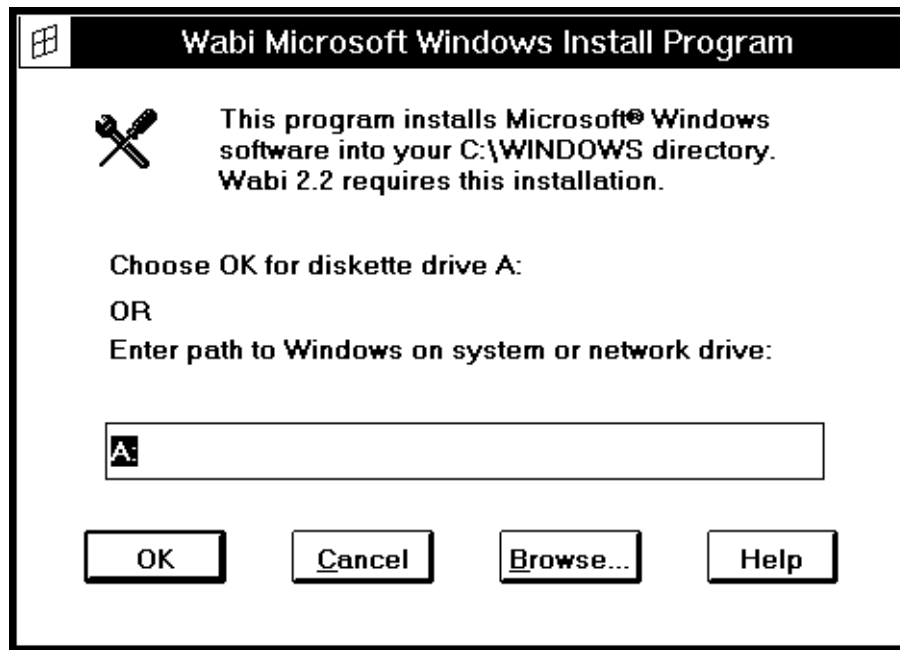 Wabi Microsoft Windows Install Program
This program installs Microsoft® Windows
software into your C:\WINDOWS directory.
Wabi 2.2 requires this installation.
Choose OK for diskette drive A:
OR
Enter path to Windows on system or network drive:
A:
OK Cancel Browse... Help